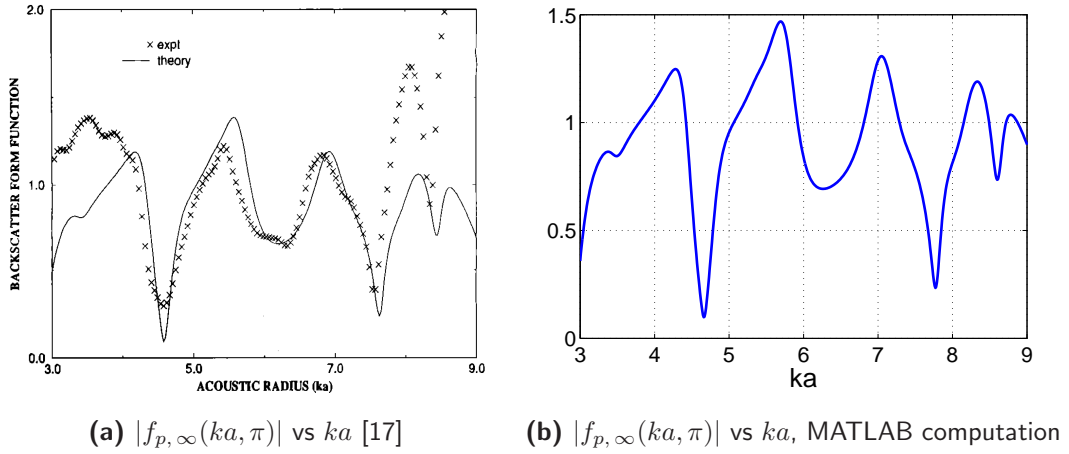 2.0
× expt
— theory
BACKSCATTER FORM FUNCTION
1.0
0.0
3.0 5.0 7.0 9.0
ACOUSTIC RADIUS (ka)
(a) |f_{p, ∞}(ka, π)| vs ka [17]
1.5
1
0.5
0
3 4 5 6 7 8 9
ka
(b) |f_{p, ∞}(ka, π)| vs ka, MATLAB computation